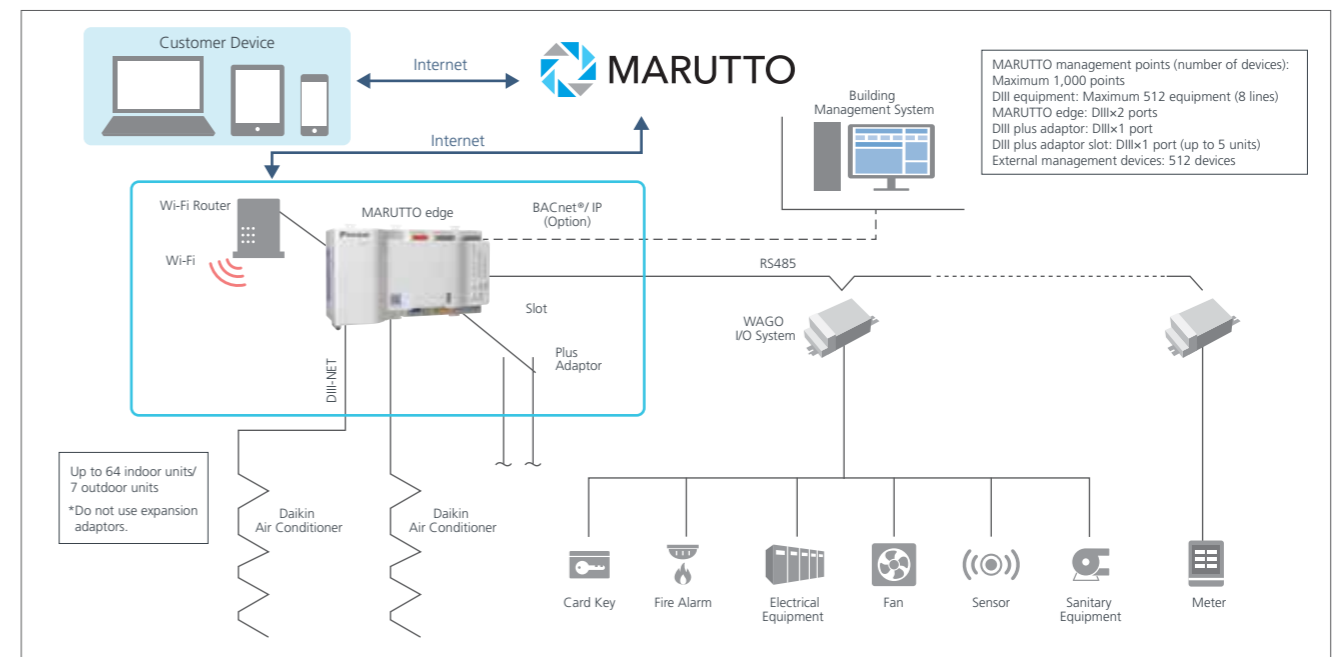 Customer Device
Internet
MARUTTO
Internet
MARUTTO management points (number of devices):
Maximum 1,000 points
DIII equipment: Maximum 512 equipment (8 lines)
MARUTTO edge: DIII×2 ports
DIII plus adaptor: DIII×1 port
DIII plus adaptor slot: DIII×1 port (up to 5 units)
External management devices: 512 devices
Building
Management System
Wi-Fi Router
MARUTTO edge
BACnet®/ IP
(Option)
Wi-Fi
RS485
Slot
WAGO
I/O System
Plus
Adaptor
DIII-NET
Up to 64 indoor units/
7 outdoor units
*Do not use expansion
adaptors.
Daikin
Air Conditioner
Daikin
Air Conditioner
Card Key
Fire Alarm
Electrical
Equipment
Fan
Sensor
Sanitary
Equipment
Meter